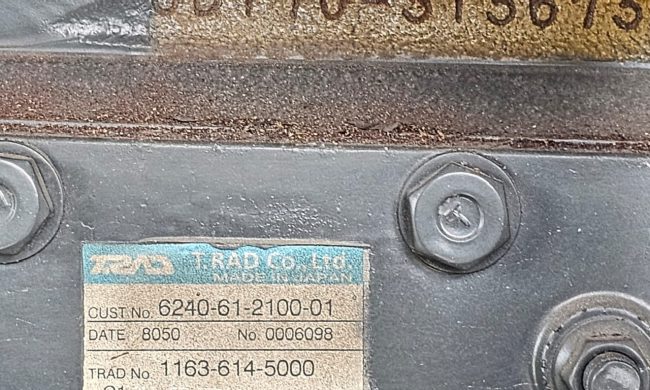 TRAD T.RAD Co., Ltd.
MADE IN JAPAN
CUST No. 6240-61-2100-01
DATE 8050 No. 0006098
TRAD No. 1163-614-5000